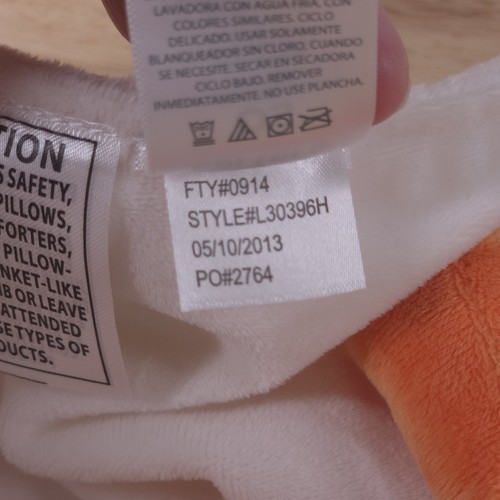 LAVADORA CON AGUA FRIA, CON
COLORES SIMILARES. CICLO
DELICADO. USAR SOLAMENTE
BLANQUEADOR SIN CLORO, CUANDO
SE NECESITE. SECAR EN SECADORA
CICLO BAJO. REMOVER
INMEDIATAMENTE. NO USE PLANCHA.
FTY#0914
STYLE#L30396H
05/10/2013
PO#2764
TION
S SAFETY,
PILLOWS,
FORTERS,
PILLOW-
NKET-LIKE
IB OR LEAVE
ATTENDED
SE TYPES OF
DUCTS.